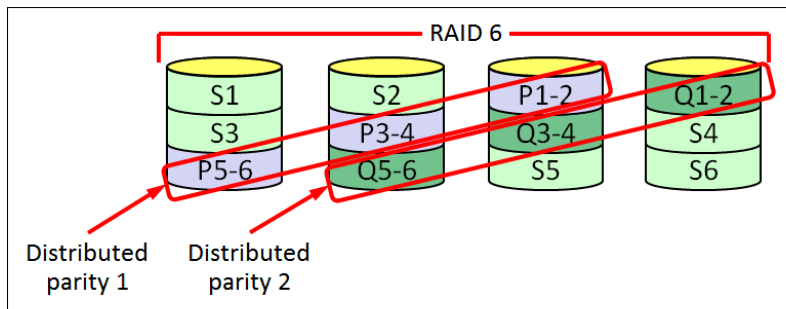 RAID 6
S1 S2 P1-2 Q1-2
S3 P3-4 Q3-4 S4
P5-6 Q5-6 S5 S6
Distributed parity 1
Distributed parity 2